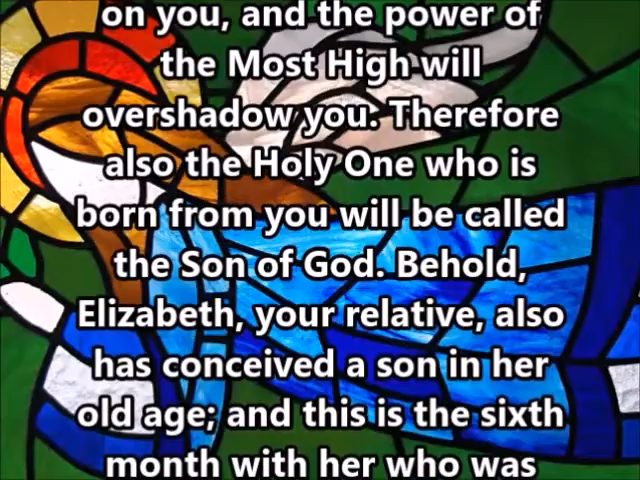 on you, and the power of
the Most High will
overshadow you. Therefore
also the Holy One who is
born from you will be called
the Son of God. Behold,
Elizabeth, your relative, also
has conceived a son in her
old age; and this is the sixth
month with her who was